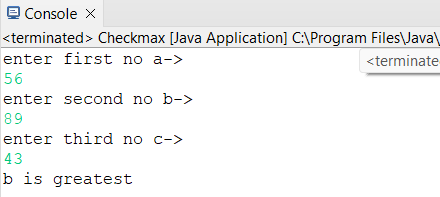 Console
<terminated> Checkmax [Java Application] C:\Program Files\Java\
<terminated
enter first no a->
56
enter second no b->
89
enter third no c->
43
b is greatest